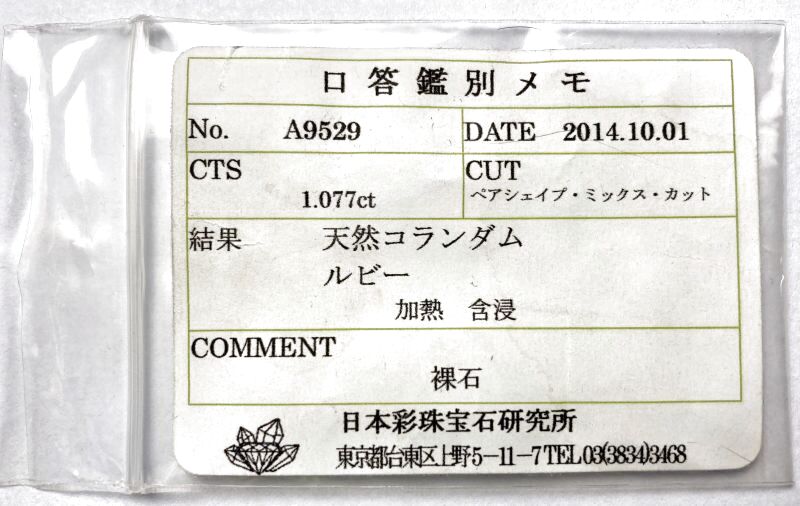 口答鑑別メモ
No. A9529 DATE 2014.10.01
CTS CUT
1.077ct ペアシェイプ・ミックス・カット
結果 天然コランダム
ルビー
加熱 含浸
COMMENT
裸石
日本彩珠宝石研究所
東京都台東区上野5-11-7 TEL 03(3834)3468